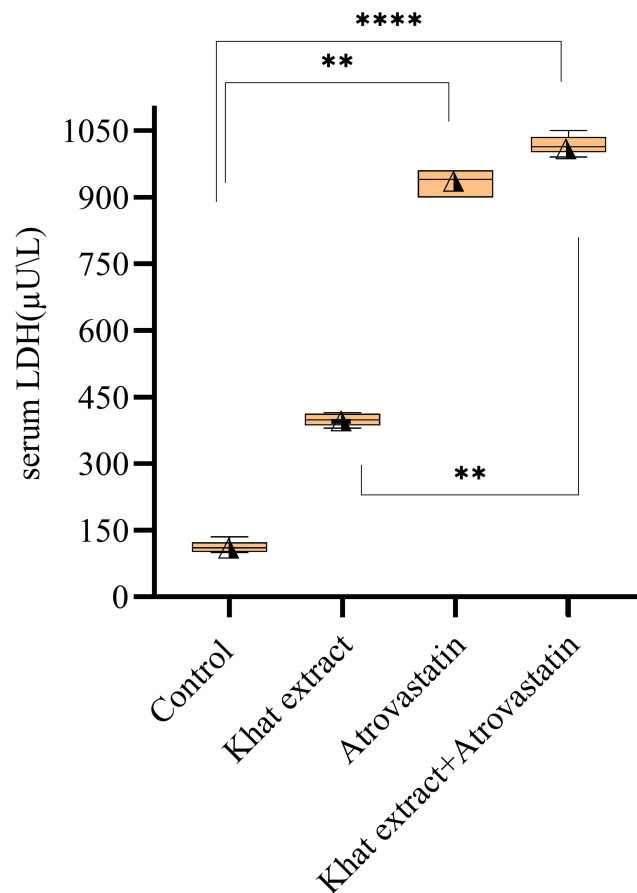 ****
**
1050
900
750
600
450
300
150
0
serum LDH(µU\L)
**
Control
Khat extract
Atrovastatin
Khat extract+Atrovastatin